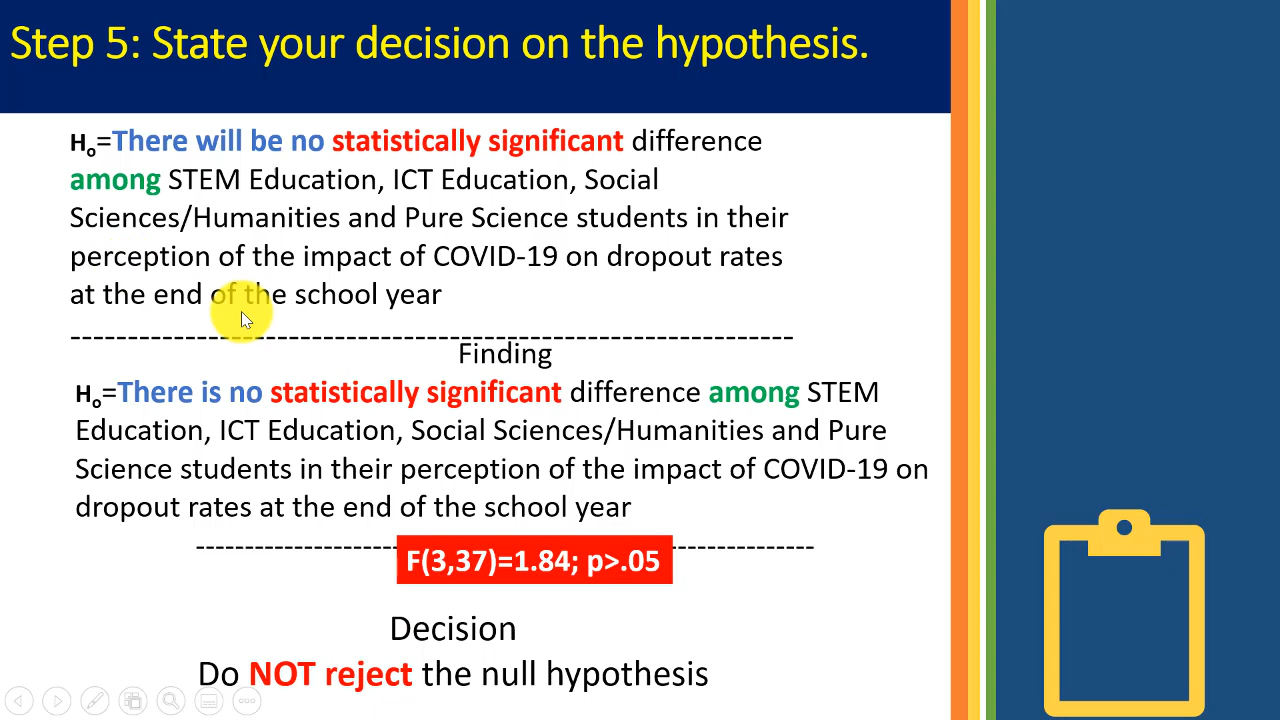 Step 5: State your decision on the hypothesis.
Ho=There will be no statistically significant difference
among STEM Education, ICT Education, Social
Sciences/Humanities and Pure Science students in their
perception of the impact of COVID-19 on dropout rates
at the end of the school year
--------------------------------------------------------------
Finding
Ho=There is no statistically significant difference among STEM
Education, ICT Education, Social Sciences/Humanities and Pure
Science students in their perception of the impact of COVID-19 on
dropout rates at the end of the school year
F(3,37)=1.84; p>.05
Decision
Do NOT reject the null hypothesis